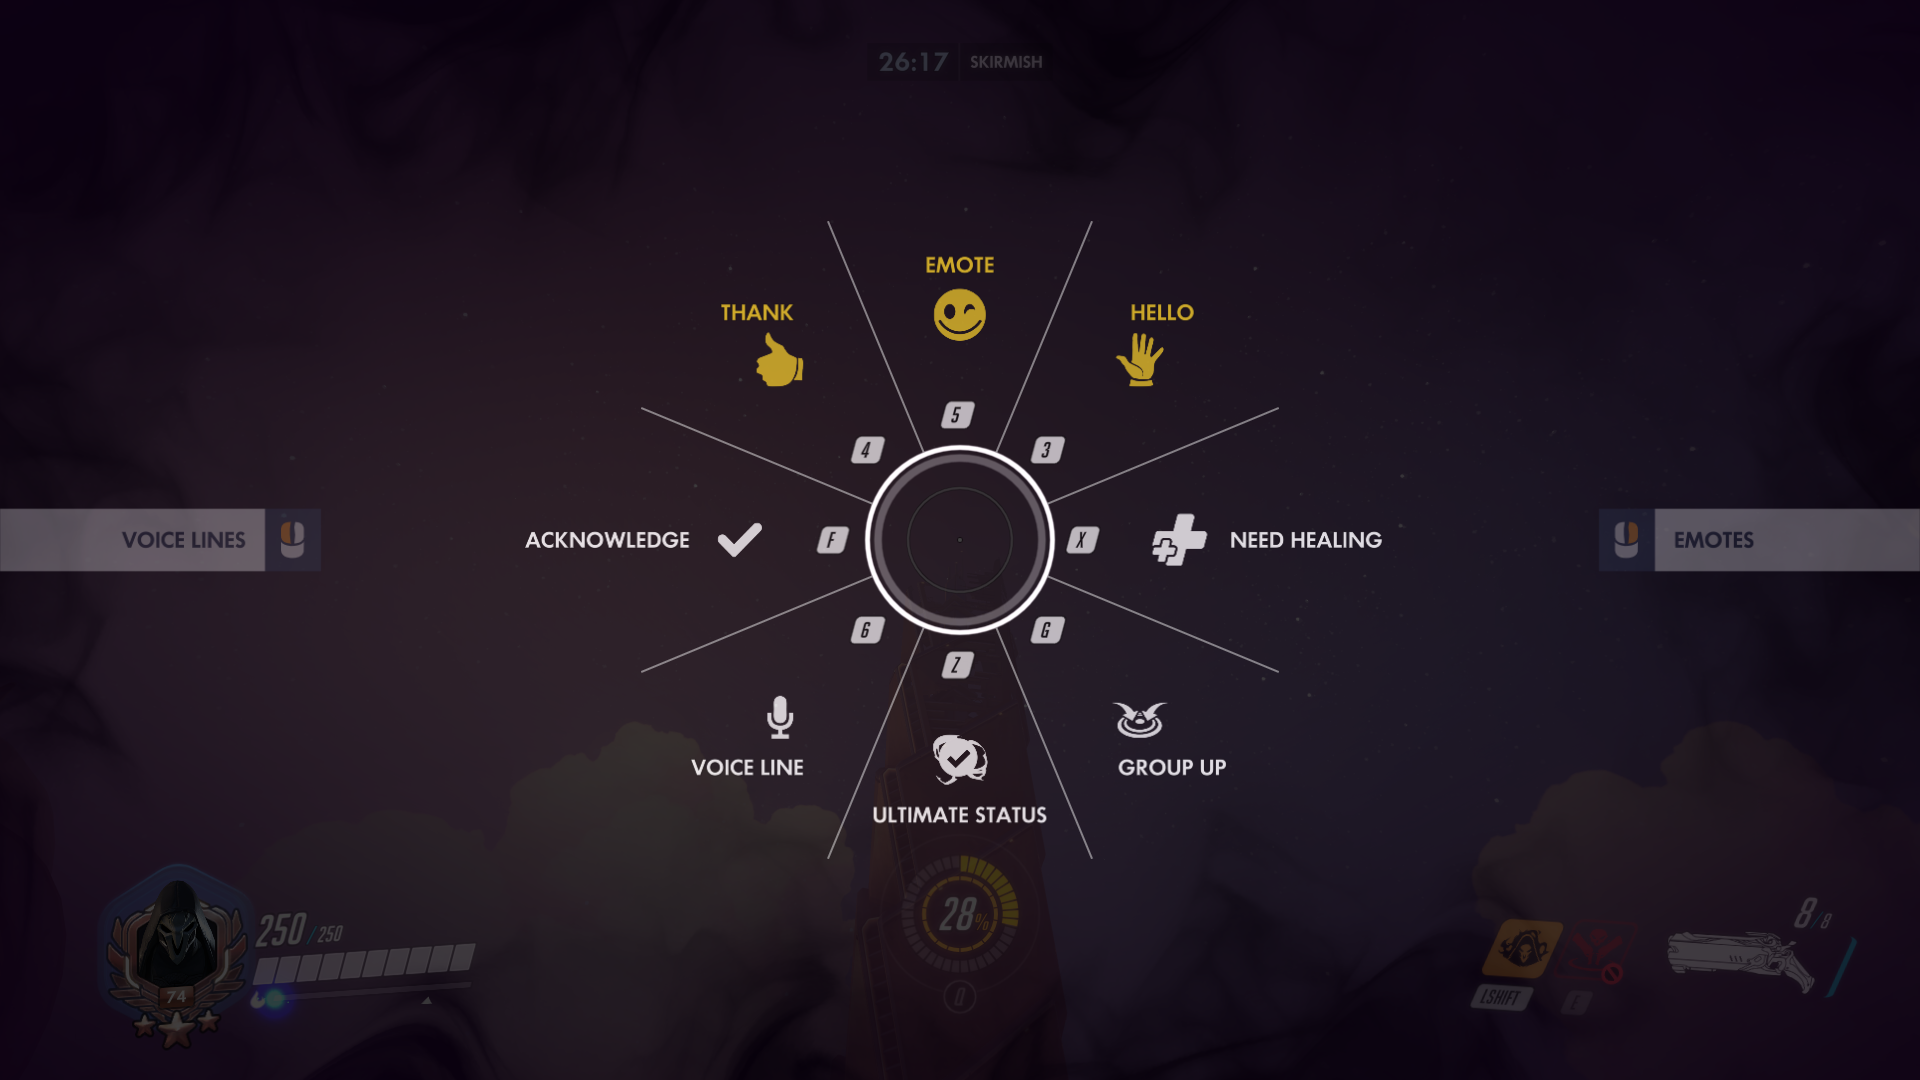 26:17 SKIRMISH
EMOTE
THANK
HELLO
5
4
3
VOICE LINES
ACKNOWLEDGE
F
X
NEED HEALING
EMOTES
6
G
Z
VOICE LINE
GROUP UP
ULTIMATE STATUS
250/250
28%
8/8
74
LSHIFT
E
Q